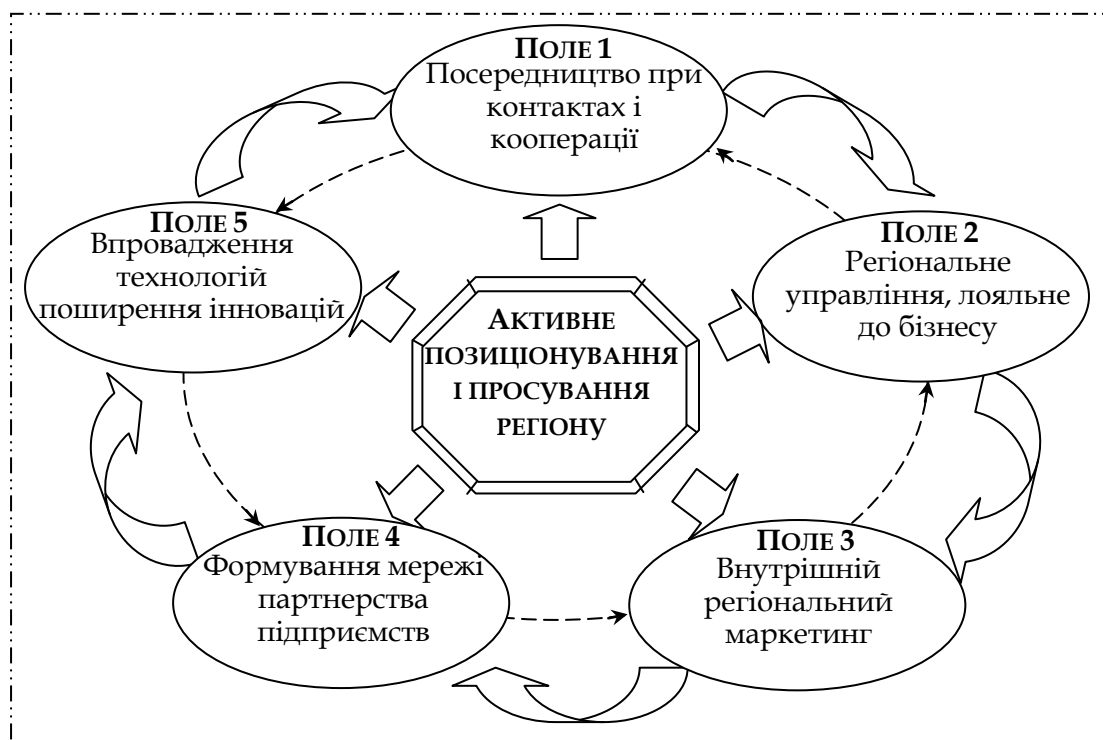 ПОЛЕ 1
Посередництво при
контактах і
кооперації
ПОЛЕ 5
Впровадження
технологій
поширення інновацій
ПОЛЕ 2
Регіональне
управління, лояльне
до бізнесу
АКТИВНЕ
ПОЗИЦІОНУВАННЯ
І ПРОСУВАННЯ
РЕГІОНУ
ПОЛЕ 4
Формування мережі
партнерства
підприємств
ПОЛЕ 3
Внутрішній
регіональний
маркетинг